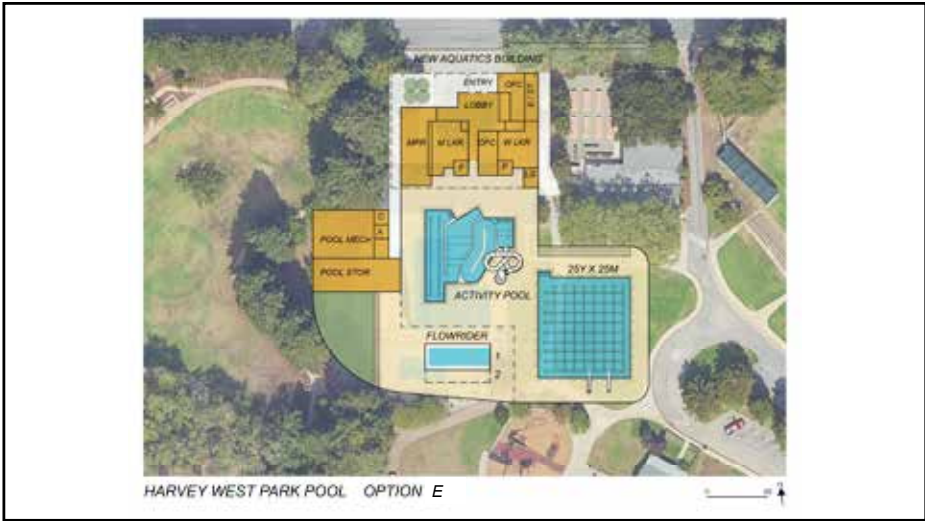 NEW AQUATICS BUILDING
ENTRY
OFC
LOBBY
MPR
M LKR
OFC
W LKR
F
F
C
A
POOL MECH
POOL STOR
25Y X 25M
ACTIVITY POOL
FLOWRIDER
1
2
HARVEY WEST PARK POOL OPTION E